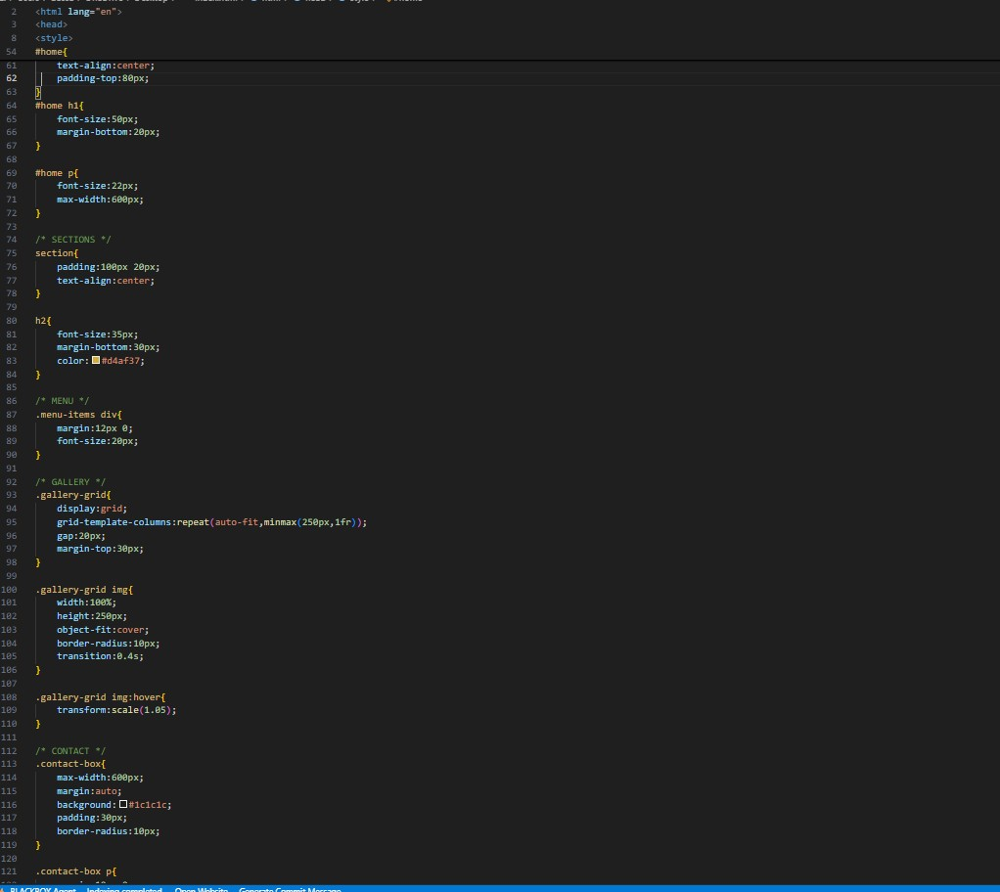 2 <html lang="en">
3 <head>
8 <style>
54 #home{
61 text-align:center;
62 padding-top:80px;
63 }
64 #home h1{
65 font-size:50px;
66 margin-bottom:20px;
67 }
68
69 #home p{
70 font-size:22px;
71 max-width:600px;
72 }
73
74 /* SECTIONS */
75 section{
76 padding:100px 20px;
77 text-align:center;
78 }
79
80 h2{
81 font-size:35px;
82 margin-bottom:30px;
83 color:#d4af37;
84 }
85
86 /* MENU */
87 .menu-items div{
88 margin:12px 0;
89 font-size:20px;
90 }
91
92 /* GALLERY */
93 .gallery-grid{
94 display:grid;
95 grid-template-columns:repeat(auto-fit,minmax(250px,1fr));
96 gap:20px;
97 margin-top:30px;
98 }
99
100 .gallery-grid img{
101 width:100%;
102 height:250px;
103 object-fit:cover;
104 border-radius:10px;
105 transition:0.4s;
106 }
107
108 .gallery-grid img:hover{
109 transform:scale(1.05);
110 }
111
112 /* CONTACT */
113 .contact-box{
114 max-width:600px;
115 margin:auto;
116 background:#1c1c1c;
117 padding:30px;
118 border-radius:10px;
119 }
120
121 .contact-box p{
BLACKBOX Agent Indexing completed Open Website Generate Commit Message